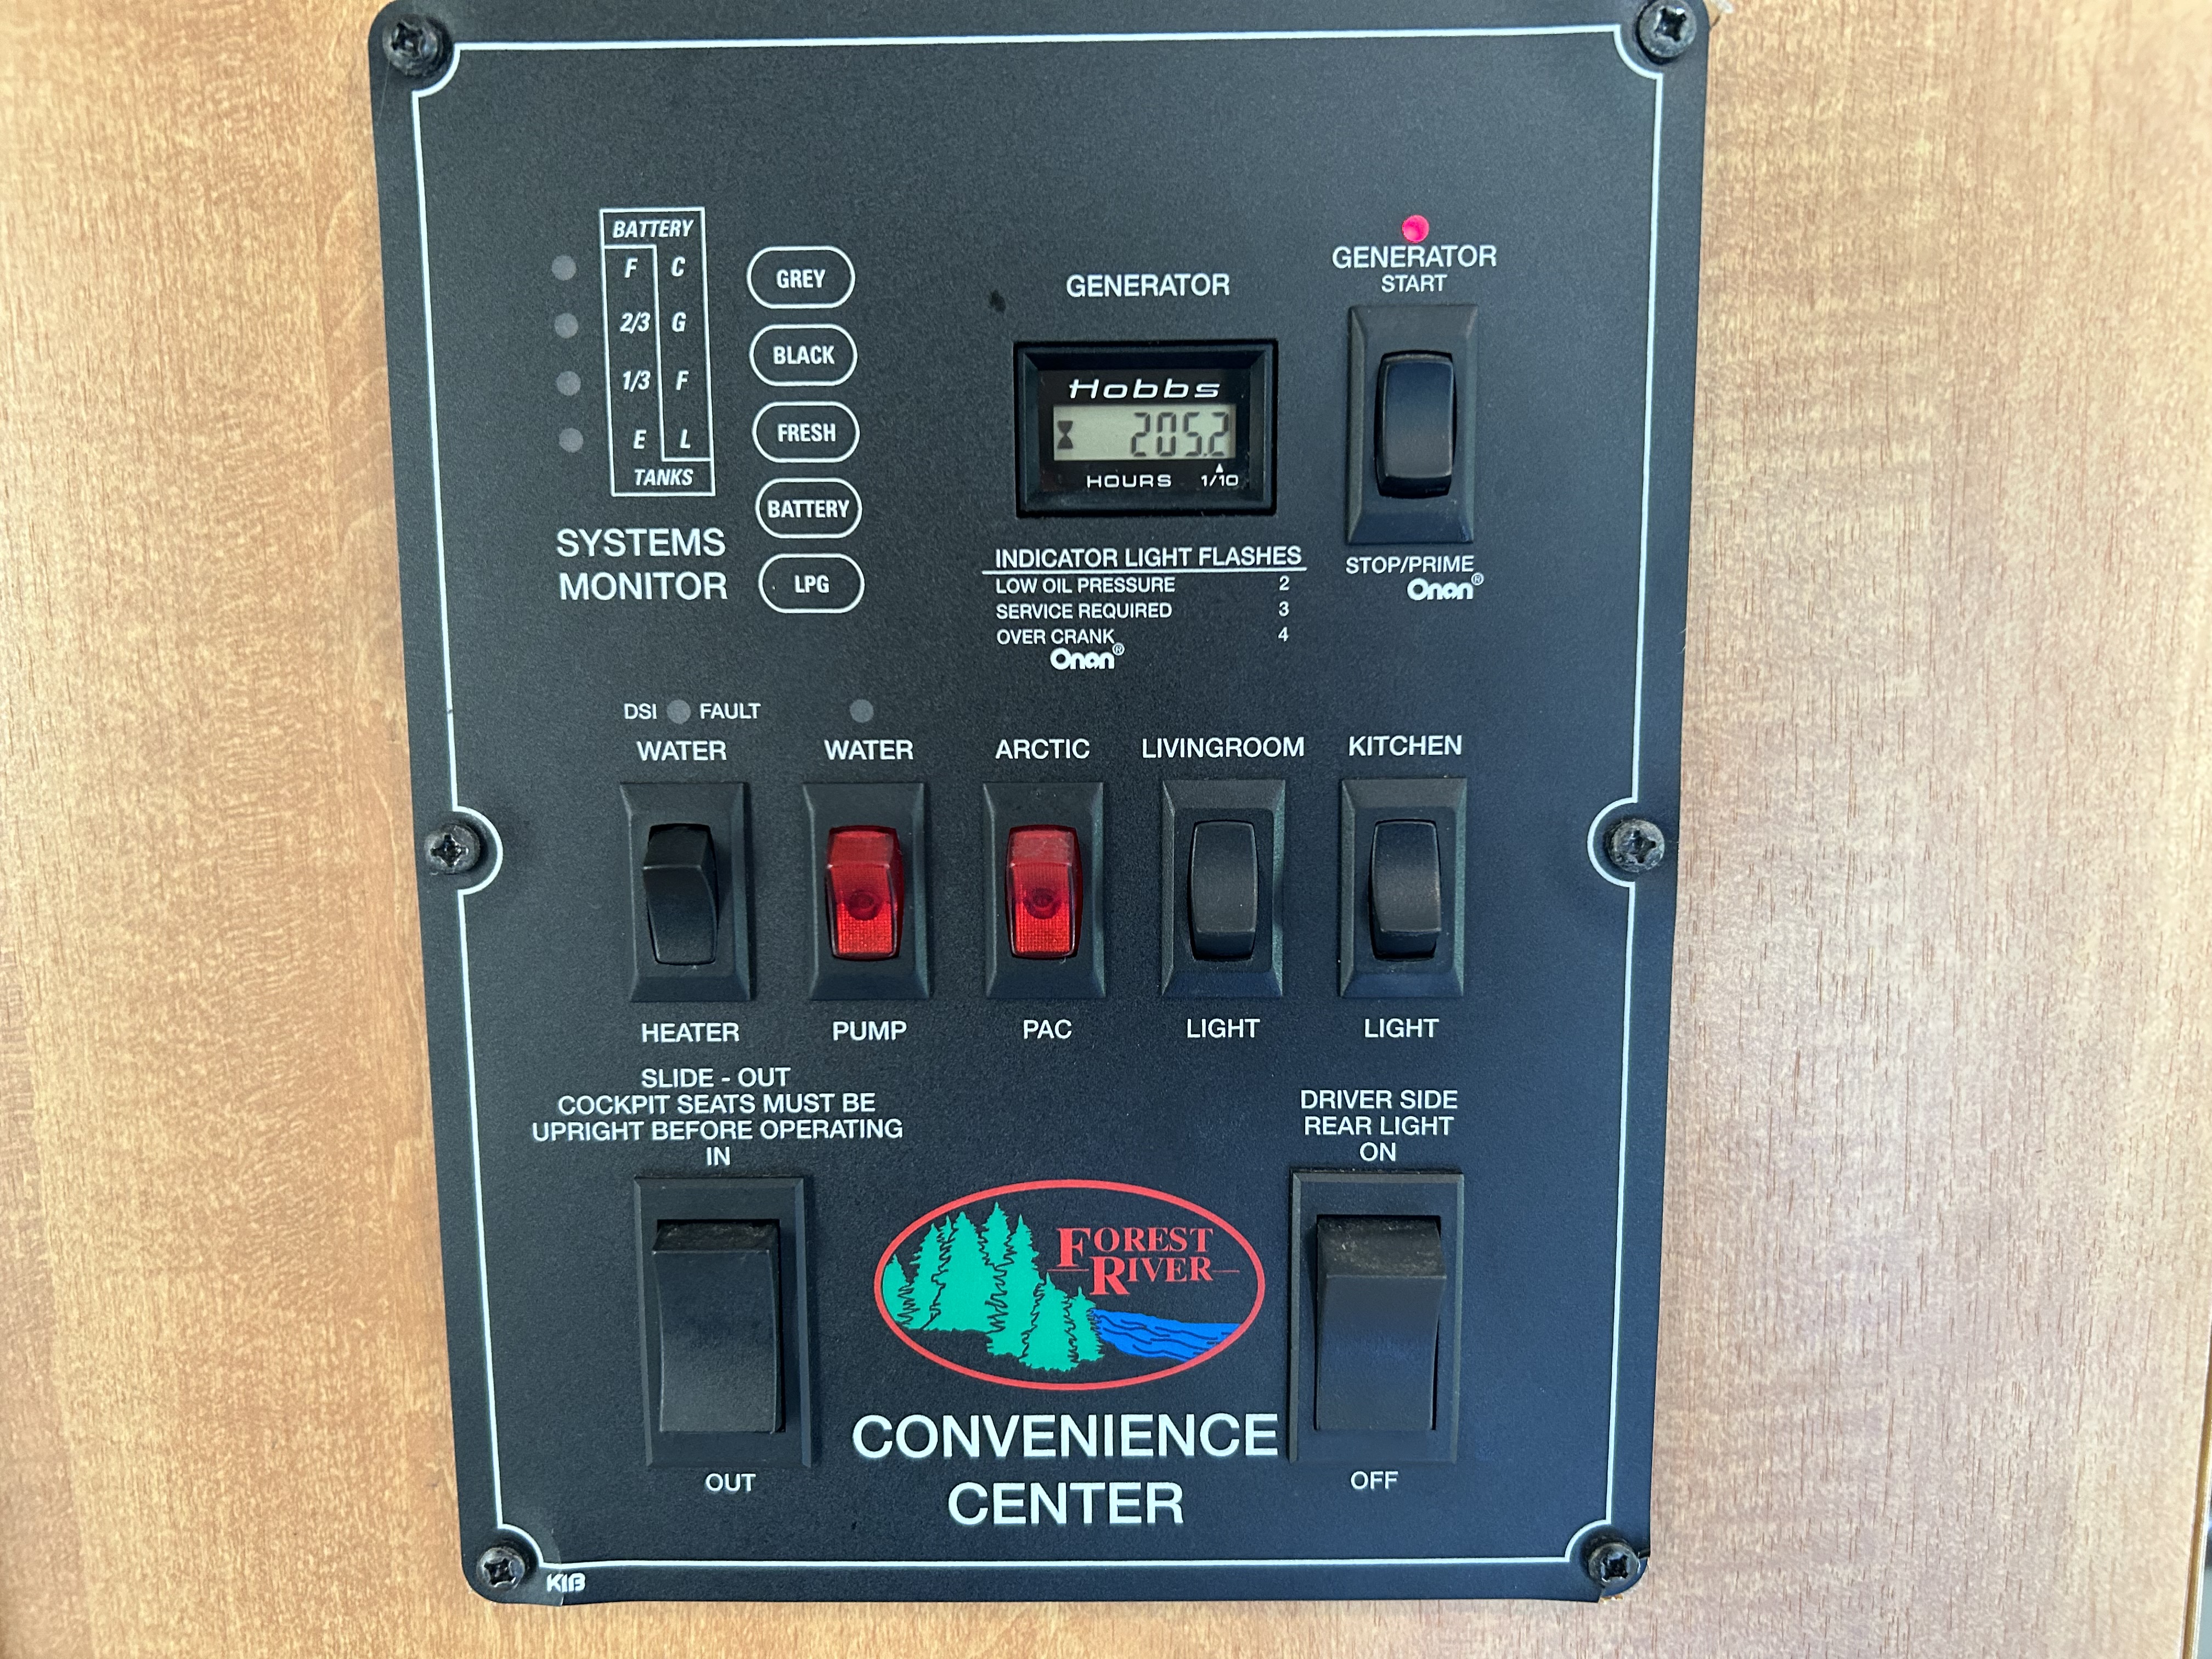 BATTERY
F C
2/3 G
1/3 F
E L
TANKS
SYSTEMS
MONITOR
GREY
BLACK
FRESH
BATTERY
LPG
GENERATOR
Hobbs
205.2
HOURS 1/10
INDICATOR LIGHT FLASHES
LOW OIL PRESSURE 2
SERVICE REQUIRED 3
OVER CRANK 4
Onan®
GENERATOR
START
STOP/PRIME
Onan®
DSI FAULT
WATER
HEATER
WATER
PUMP
ARCTIC
PAC
LIVINGROOM
LIGHT
KITCHEN
LIGHT
SLIDE - OUT
COCKPIT SEATS MUST BE
UPRIGHT BEFORE OPERATING
IN
OUT
FOREST
RIVER
CONVENIENCE
CENTER
DRIVER SIDE
REAR LIGHT
ON
OFF
KIB